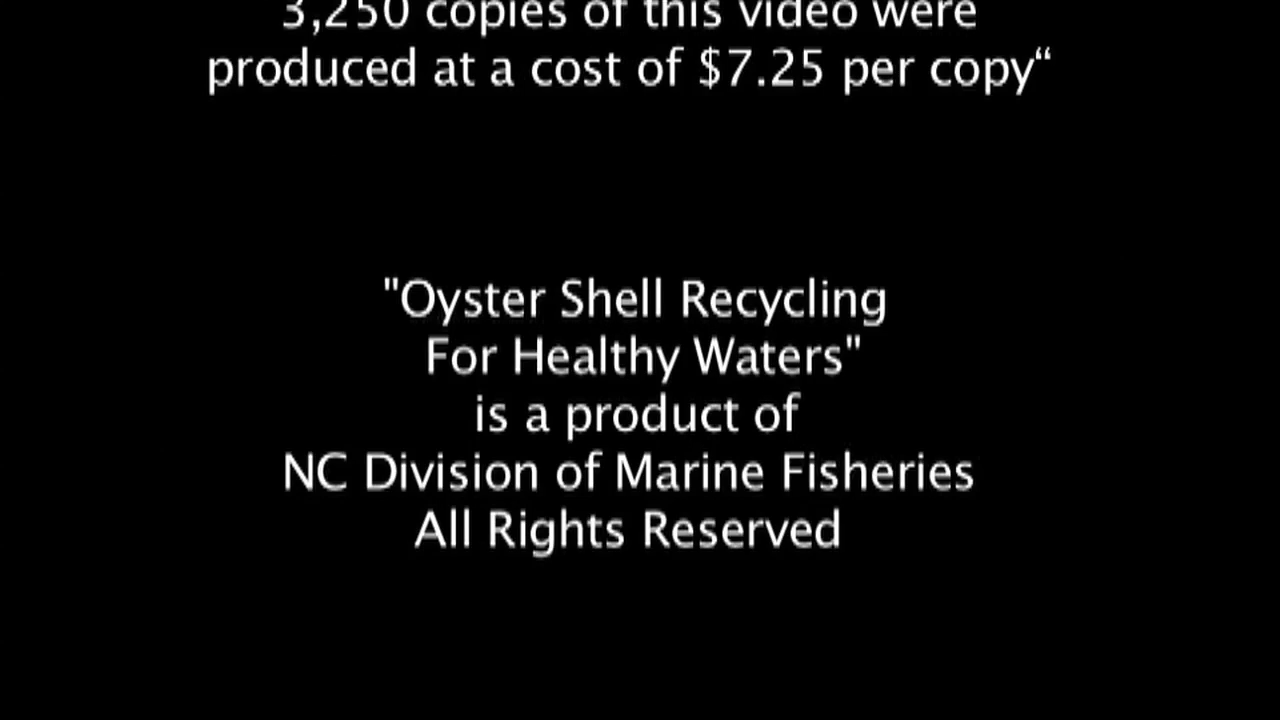 3,250 copies of this video were
produced at a cost of $7.25 per copy“
"Oyster Shell Recycling
For Healthy Waters"
is a product of
NC Division of Marine Fisheries
All Rights Reserved